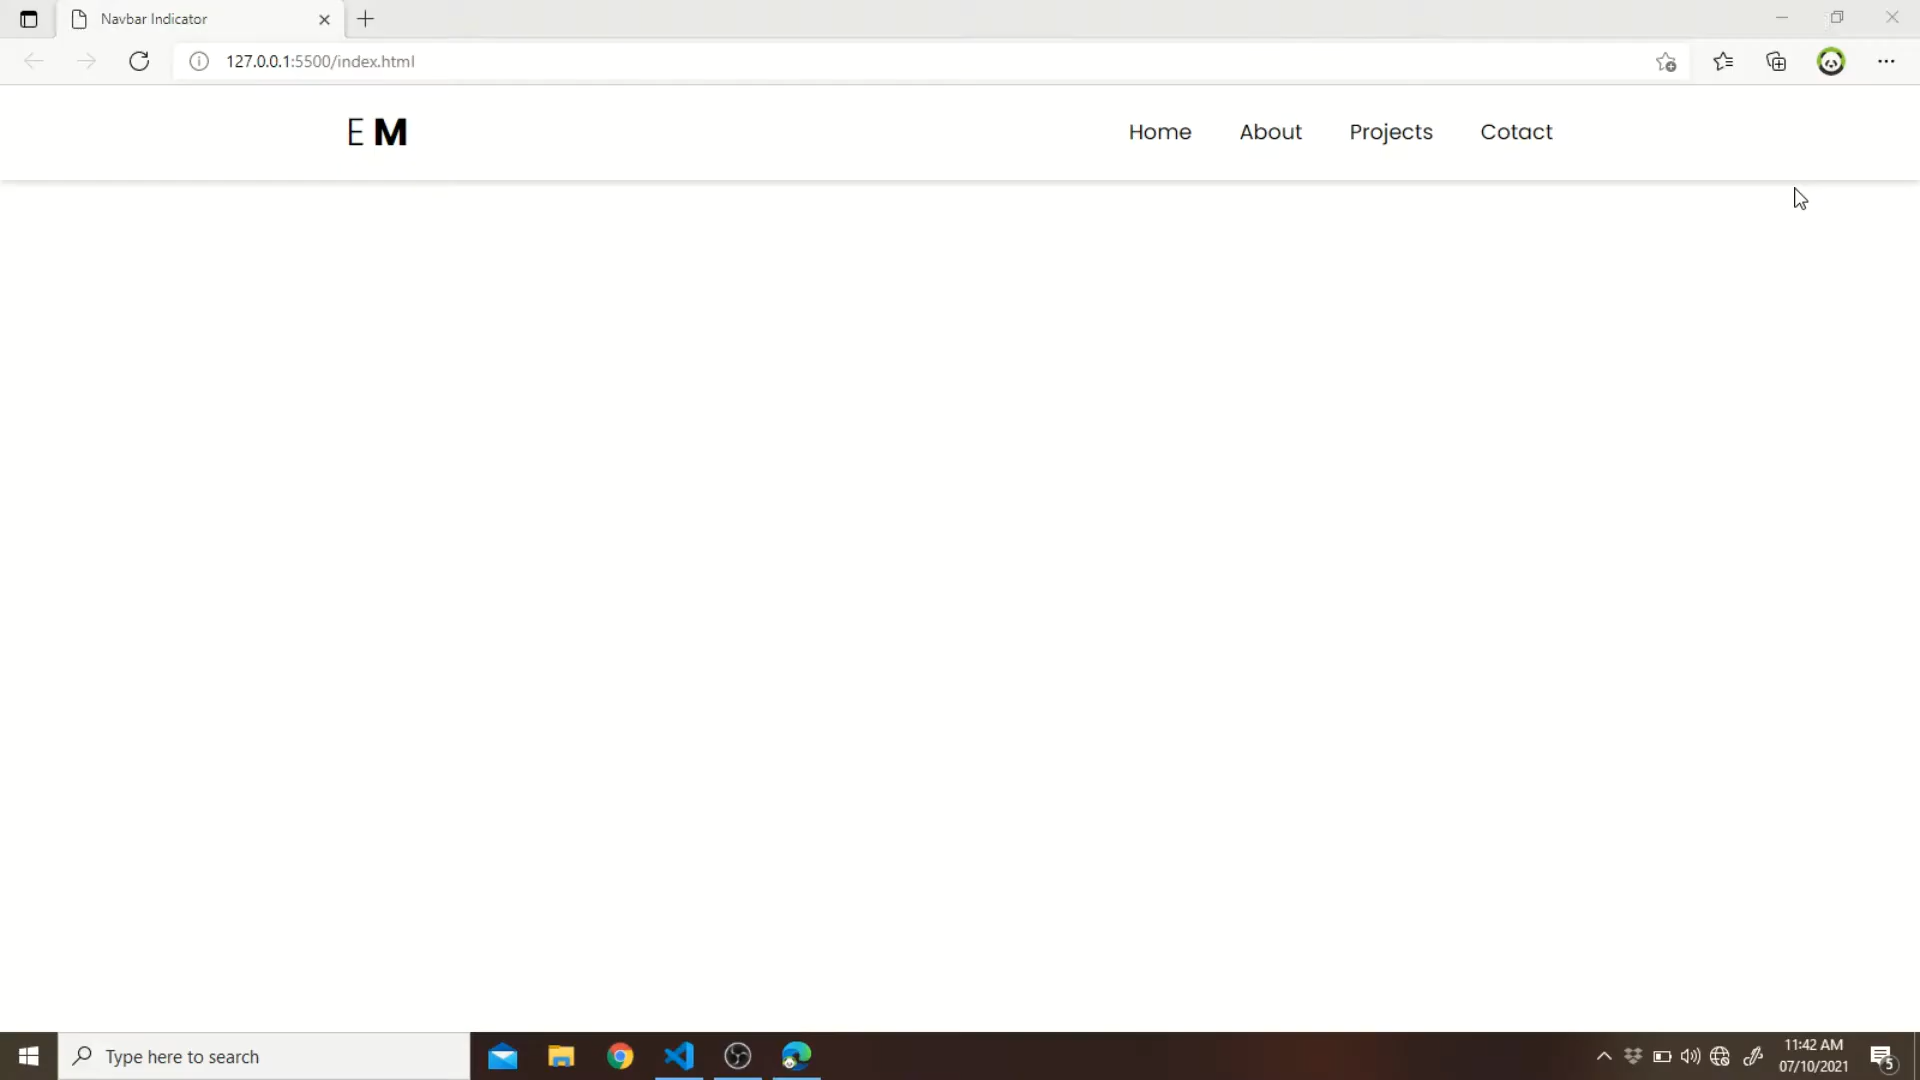 Navbar Indicator
127.0.0.1:5500/index.html
E M
Home About Projects Cotact
Type here to search
11:42 AM
07/10/2021
5